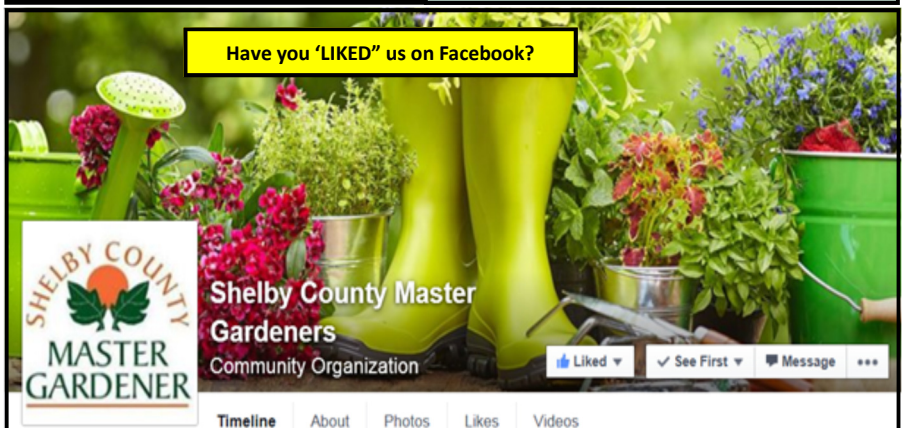 Have you ‘LIKED” us on Facebook?
SHELBY COUNTY
MASTER
GARDENER
Shelby County Master
Gardeners
Community Organization
Liked
See First
Message
Timeline About Photos Likes Videos